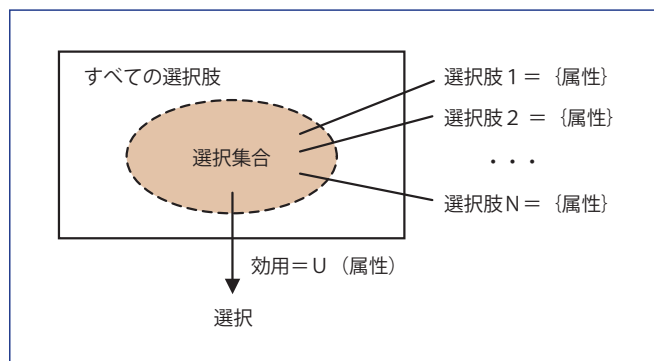 すべての選択肢
選択集合
選択肢1＝{属性}
選択肢2＝{属性}
・・・
選択肢N＝{属性}
効用＝U（属性）
選択